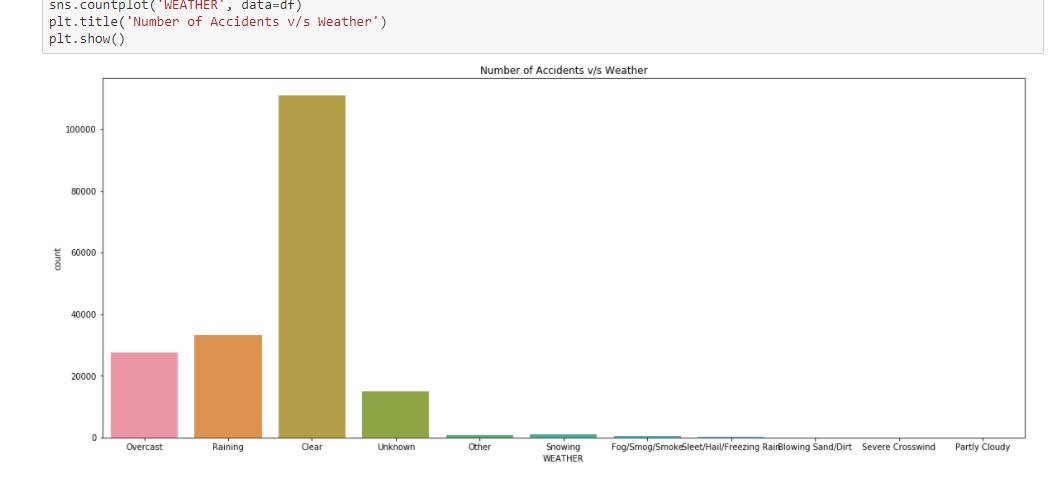 sns.countplot('WEATHER', data=df)
plt.title('Number of Accidents v/s Weather')
plt.show()
Number of Accidents v/s Weather
100000
80000
60000
40000
20000
0
count
Overcast Raining Clear Unknown Other Snowing Fog/Smog/Smoke Sleet/Hail/Freezing Rain Blowing Sand/Dirt Severe Crosswind Partly Cloudy
WEATHER